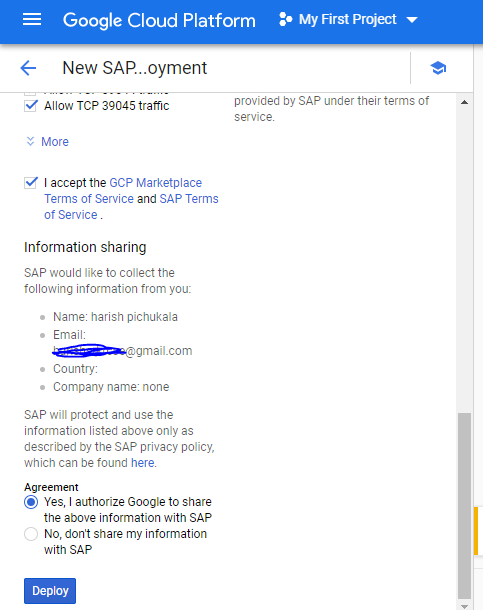 Google Cloud Platform My First Project
New SAP...oyment
Allow TCP 39045 traffic
More
I accept the GCP Marketplace
Terms of Service and SAP Terms
of Service .
Information sharing
SAP would like to collect the
following information from you:
Name: harish pichukala
Email:
@gmail.com
Country:
Company name: none
SAP will protect and use the
information listed above only as
described by the SAP privacy policy,
which can be found here.
Agreement
Yes, I authorize Google to share
the above information with SAP
No, don't share my information
with SAP
Deploy
provided by SAP under their terms of
service.